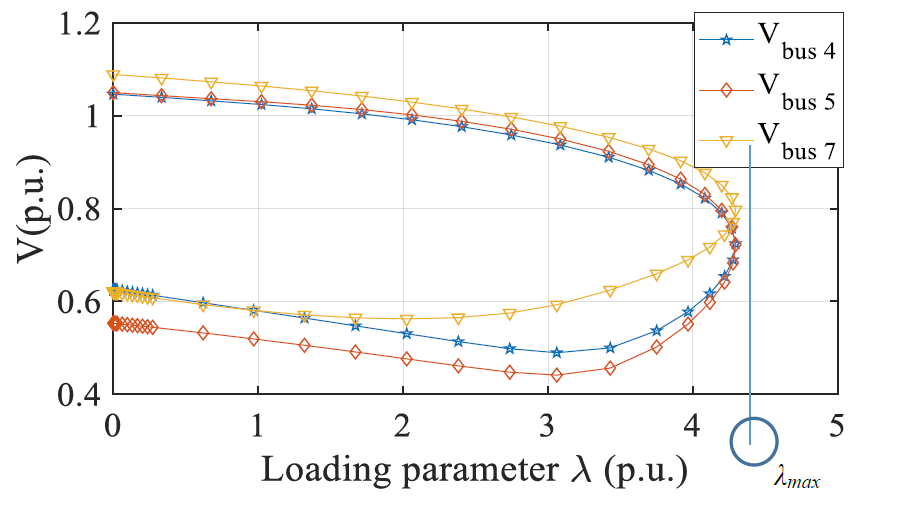 1.2
1
0.8
0.6
0.4
V(p.u.)
V bus 4
V bus 5
V bus 7
0 1 2 3 4 5
Loading parameter λ (p.u.)
λmax